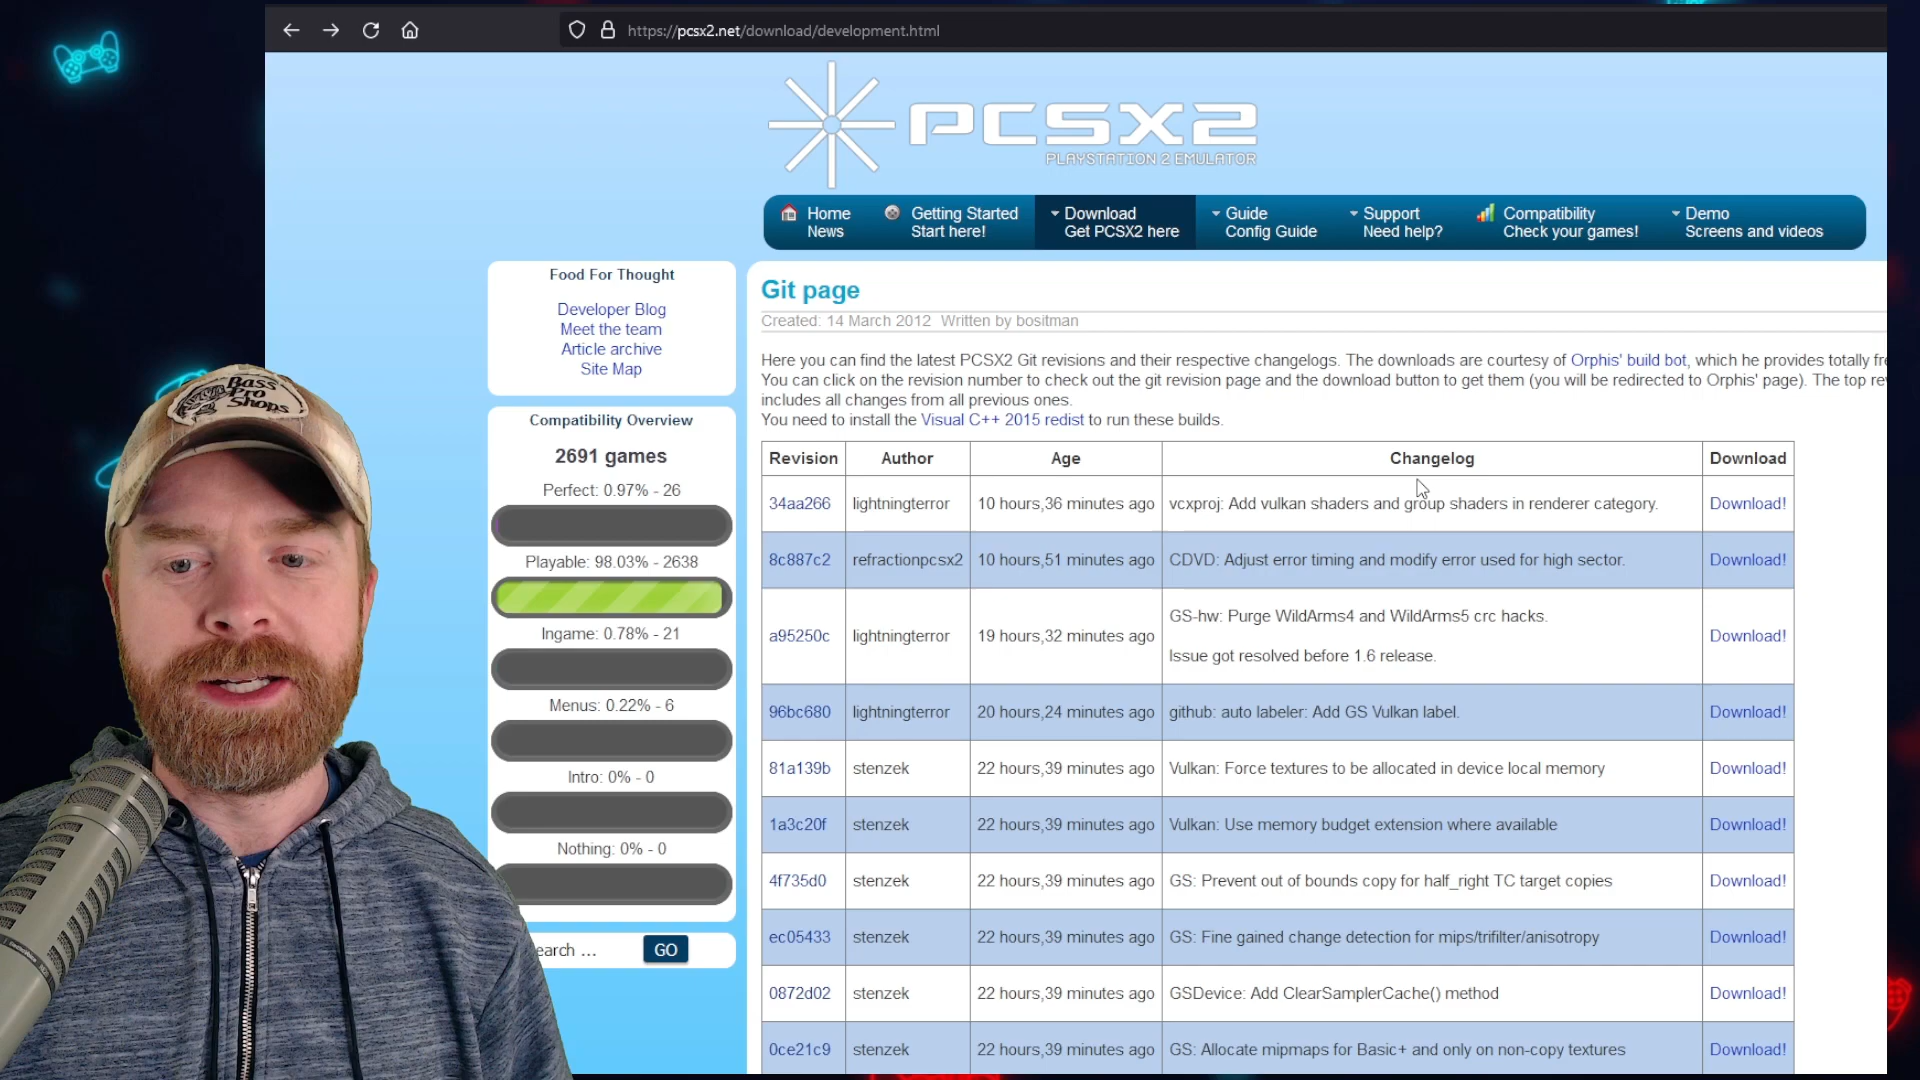 https://pcsx2.net/download/development.html
PCSX2
PLAYSTATION 2 EMULATOR
Home
News
Getting Started
Start here!
Download
Get PCSX2 here
Guide
Config Guide
Support
Need help?
Compatibility
Check your games!
Demo
Screens and videos
Food For Thought
Developer Blog
Meet the team
Article archive
Site Map
Compatibility Overview
2691 games
Perfect: 0.97% - 26
Playable: 98.03% - 2638
Ingame: 0.78% - 21
Menus: 0.22% - 6
Intro: 0% - 0
Nothing: 0% - 0
earch ...
GO
Git page
Created: 14 March 2012 Written by bositman
Here you can find the latest PCSX2 Git revisions and their respective changelogs. The downloads are courtesy of Orphis' build bot, which he provides totally fr
You can click on the revision number to check out the git revision page and the download button to get them (you will be redirected to Orphis' page). The top re
includes all changes from all previous ones.
You need to install the Visual C++ 2015 redist to run these builds.
Revision Author Age Changelog Download
34aa266 lightningterror 10 hours,36 minutes ago vcxproj: Add vulkan shaders and group shaders in renderer category. Download!
8c887c2 refractionpcsx2 10 hours,51 minutes ago CDVD: Adjust error timing and modify error used for high sector. Download!
a95250c lightningterror 19 hours,32 minutes ago GS-hw: Purge WildArms4 and WildArms5 crc hacks. Download!
Issue got resolved before 1.6 release.
96bc680 lightningterror 20 hours,24 minutes ago github: auto labeler: Add GS Vulkan label. Download!
81a139b stenzek 22 hours,39 minutes ago Vulkan: Force textures to be allocated in device local memory Download!
1a3c20f stenzek 22 hours,39 minutes ago Vulkan: Use memory budget extension where available Download!
4f735d0 stenzek 22 hours,39 minutes ago GS: Prevent out of bounds copy for half_right TC target copies Download!
ec05433 stenzek 22 hours,39 minutes ago GS: Fine gained change detection for mips/trifilter/anisotropy Download!
0872d02 stenzek 22 hours,39 minutes ago GSDevice: Add ClearSamplerCache() method Download!
0ce21c9 stenzek 22 hours,39 minutes ago GS: Allocate mipmaps for Basic+ and only on non-copy textures Download!
Bass
Pro
Shops